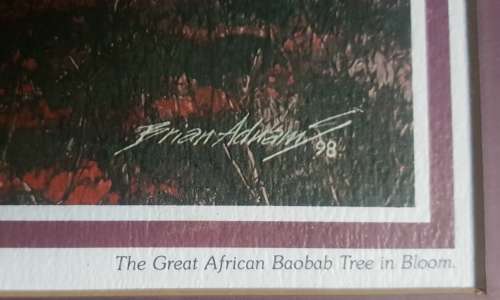 Brian Adams 98
The Great African Baobab Tree in Bloom.